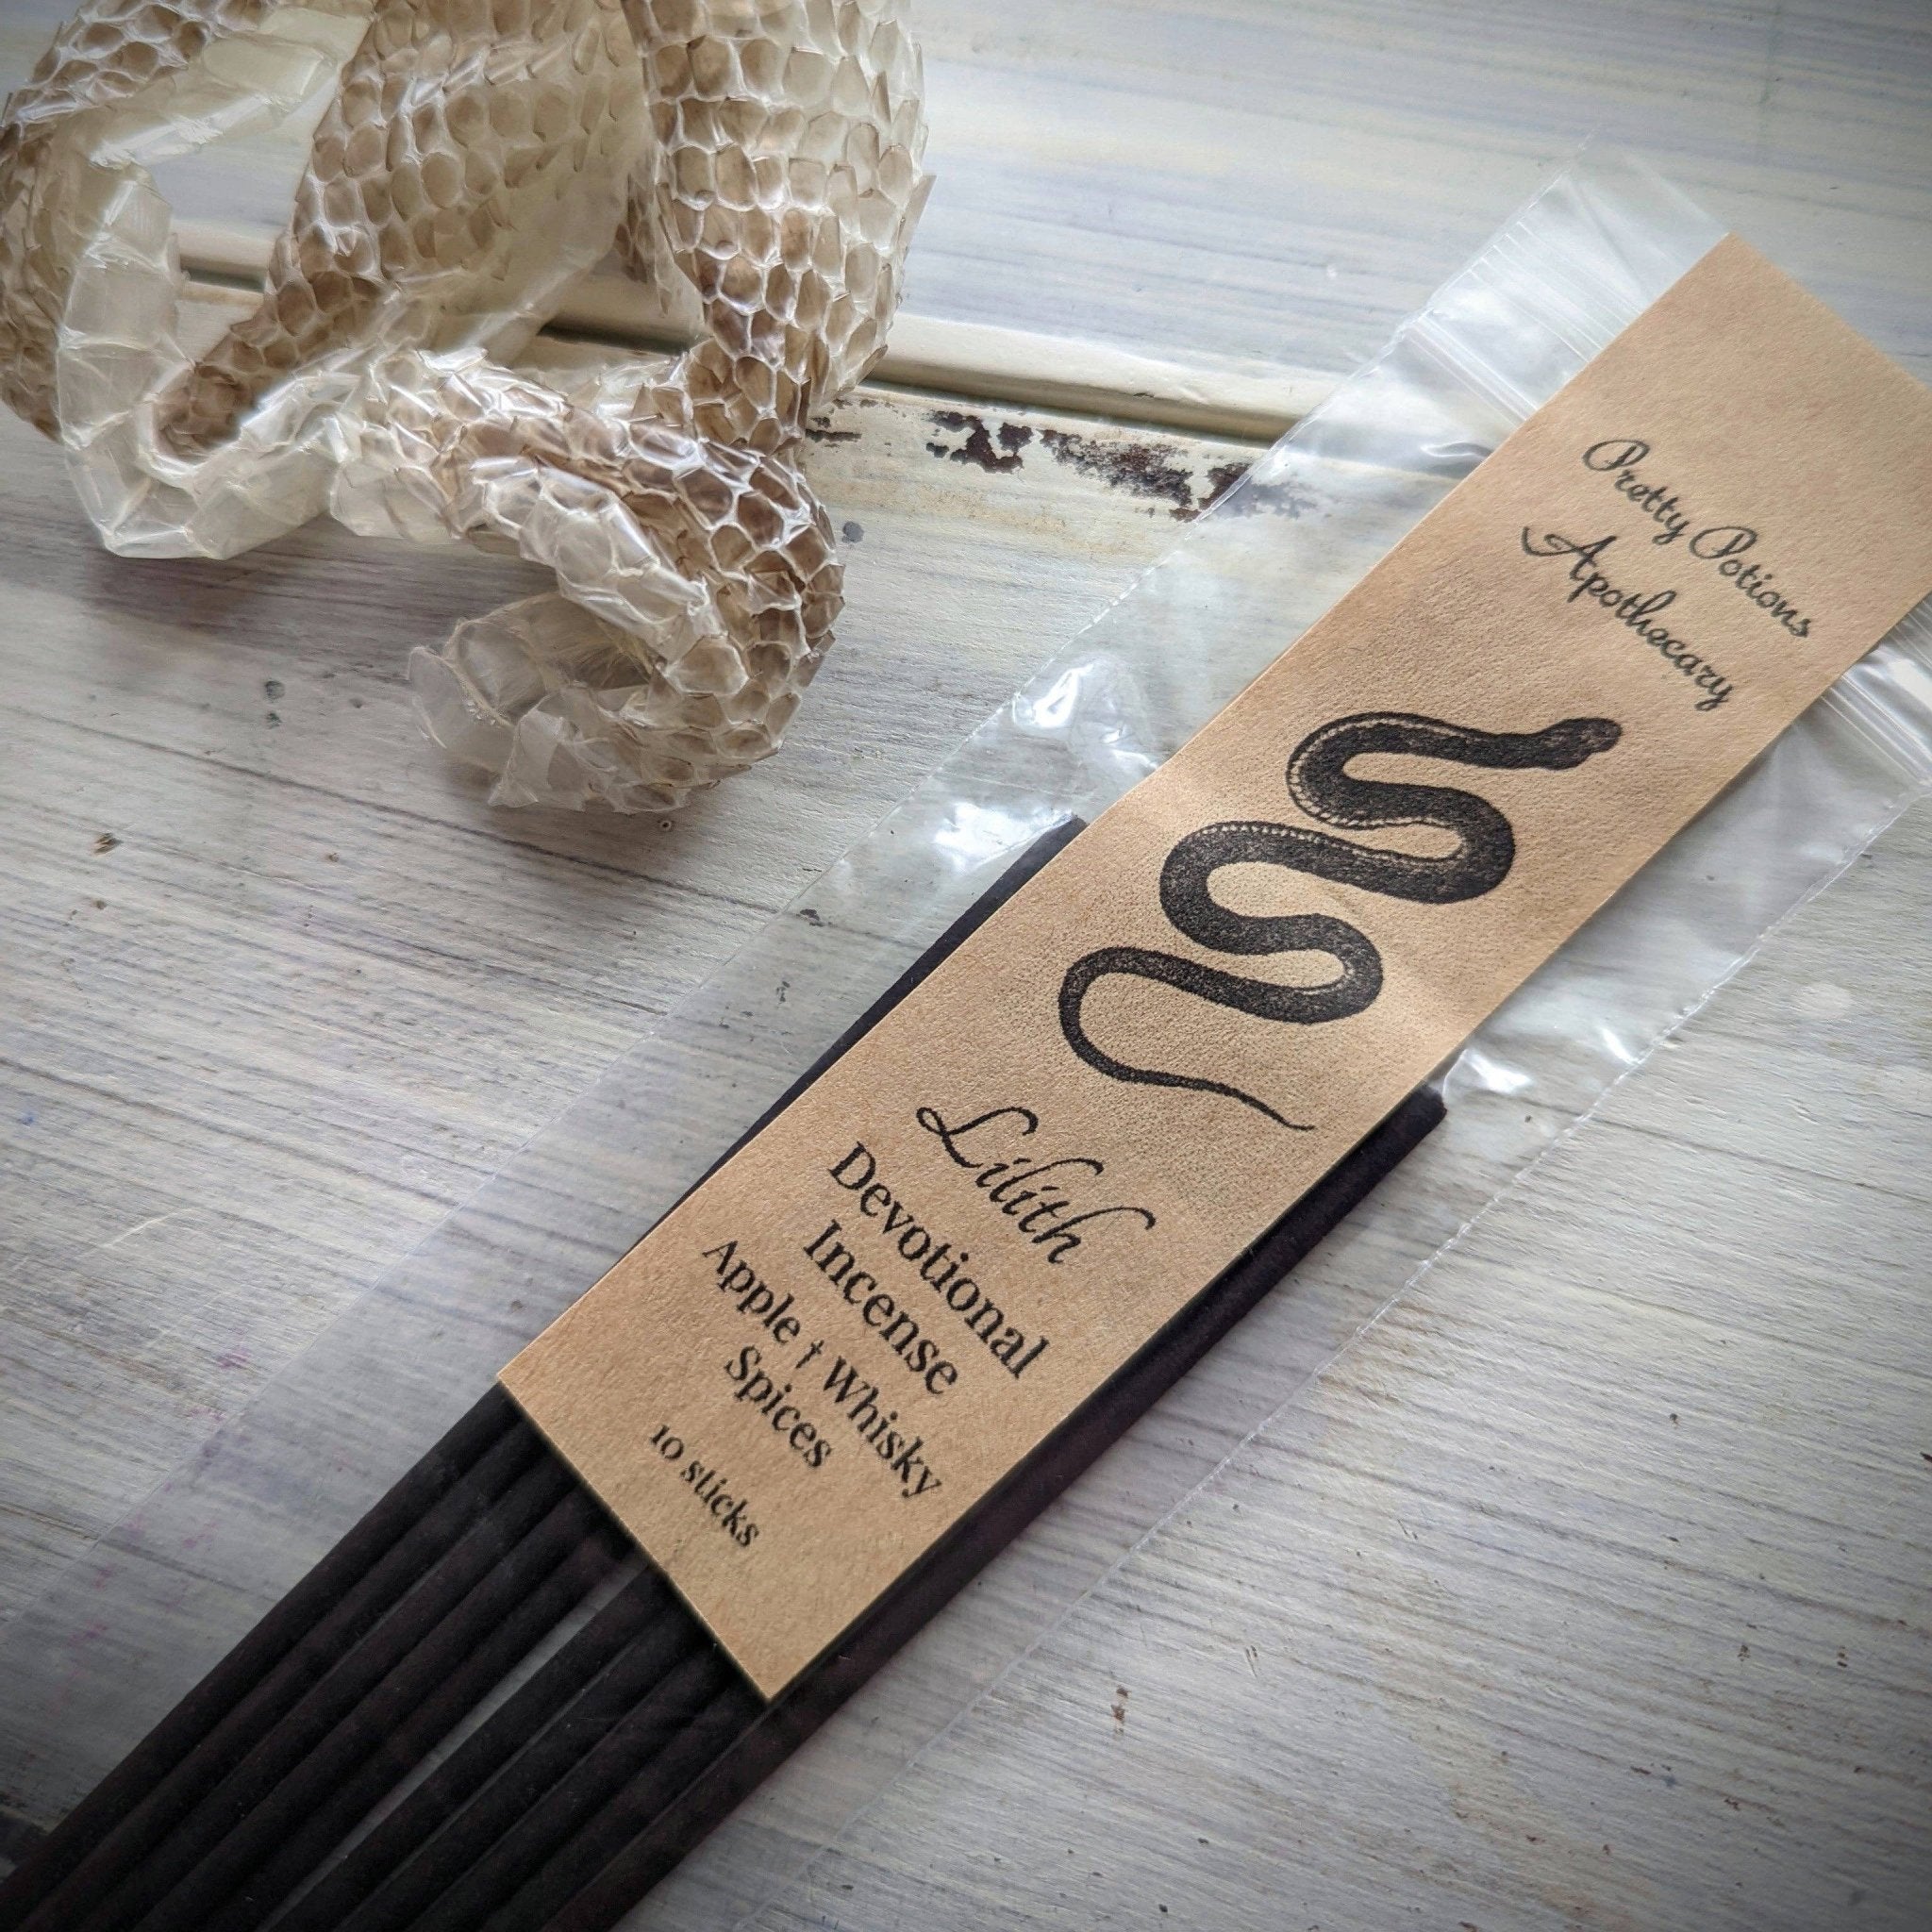 Pretty Potions
Apothecary
Lilith
Devotional
Incense
Apple † Whisky
Spices
10 sticks